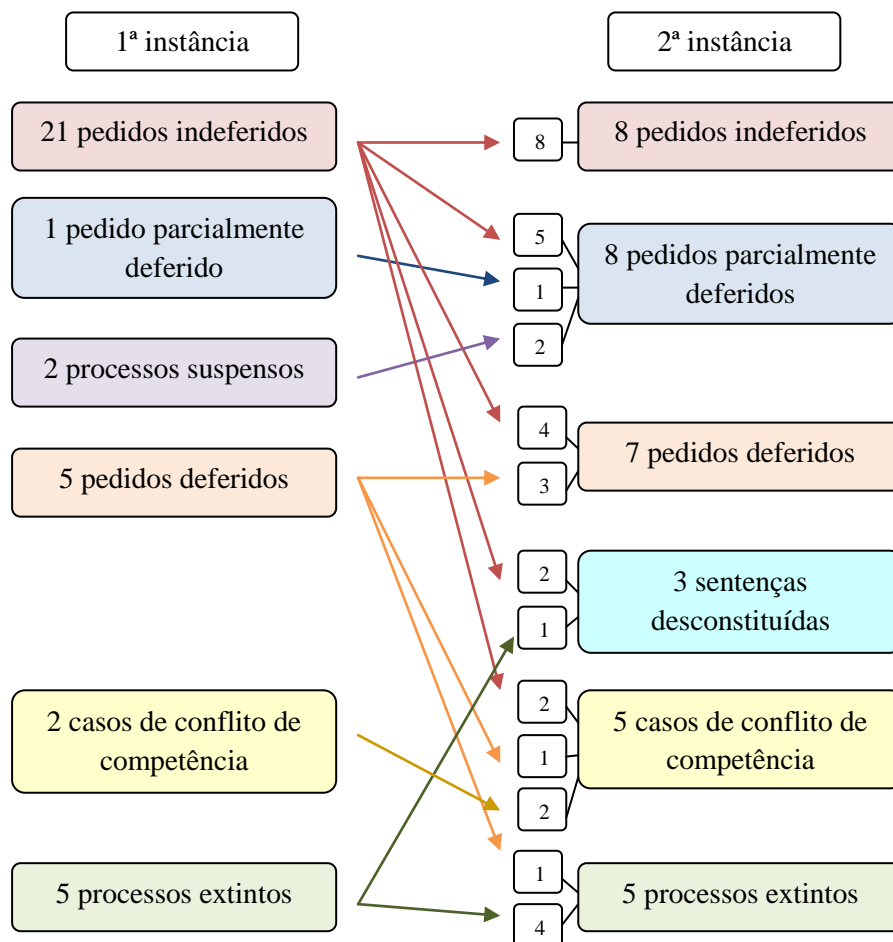 1ª instância
2ª instância
21 pedidos indeferidos
8
8 pedidos indeferidos
1 pedido parcialmente
deferido
5
1
2
8 pedidos parcialmente
deferidos
2 processos suspensos
5 pedidos deferidos
4
3
7 pedidos deferidos
2
1
3 sentenças
desconstituídas
2 casos de conflito de
competência
2
1
2
5 casos de conflito de
competência
5 processos extintos
1
4
5 processos extintos